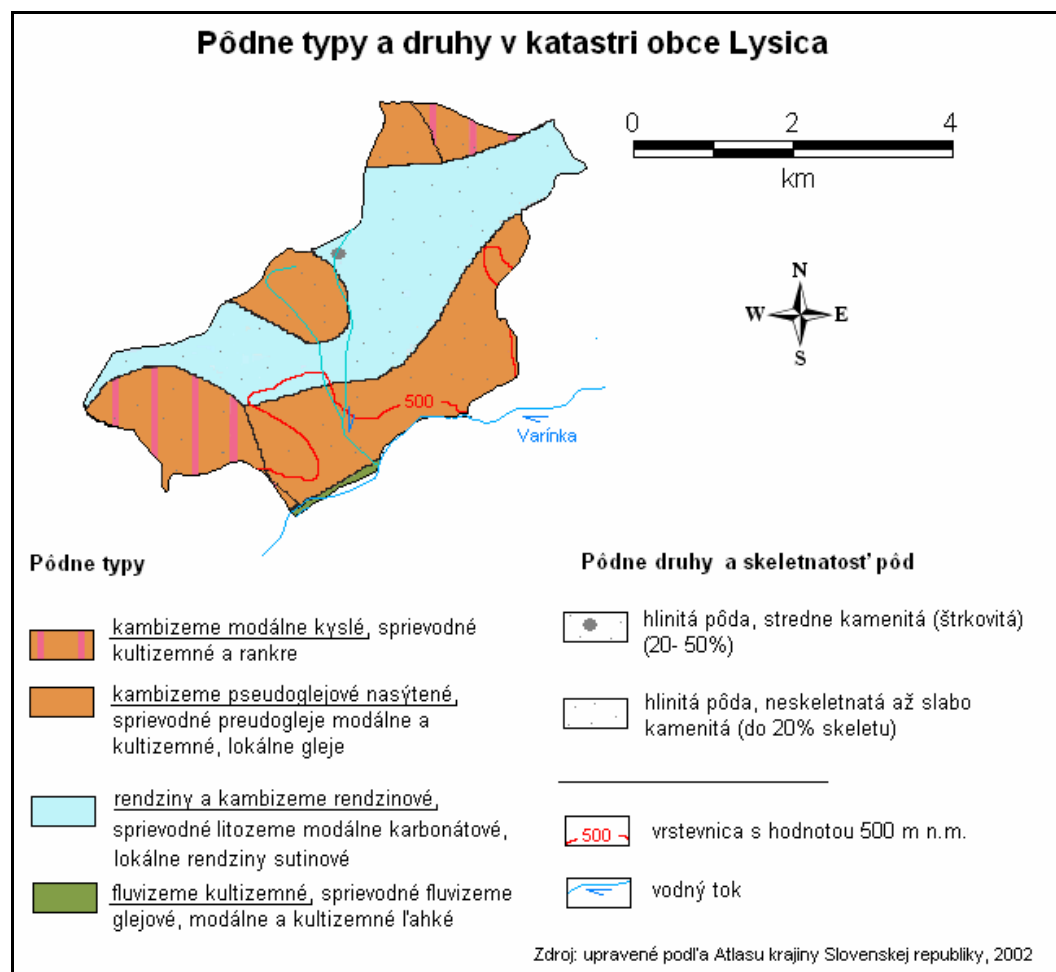 Pôdne typy a druhy v katastri obce Lysica
0 2 4
km
N
W E
S
500
Varínka
Pôdne typy
kambizeme modálne kyslé, sprievodné
kultizemné a rankre
kambizeme pseudoglejové nasýtené,
sprievodné preudogleje modálne a
kultizemné, lokálne gleje
rendziny a kambizeme rendzinové,
sprievodné litozeme modálne karbonátové,
lokálne rendziny sutinové
fluvizeme kultizemné, sprievodné fluvizeme
glejové, modálne a kultizemné ľahké
Pôdne druhy a skeletnatosť pôd
hlinitá pôda, stredne kamenitá (štrkovitá)
(20- 50%)
hlinitá pôda, neskeletnatá až slabo
kamenitá (do 20% skeletu)
500
vrstevnica s hodnotou 500 m n.m.
vodný tok
Zdroj: upravené podľa Atlasu krajiny Slovenskej republiky, 2002